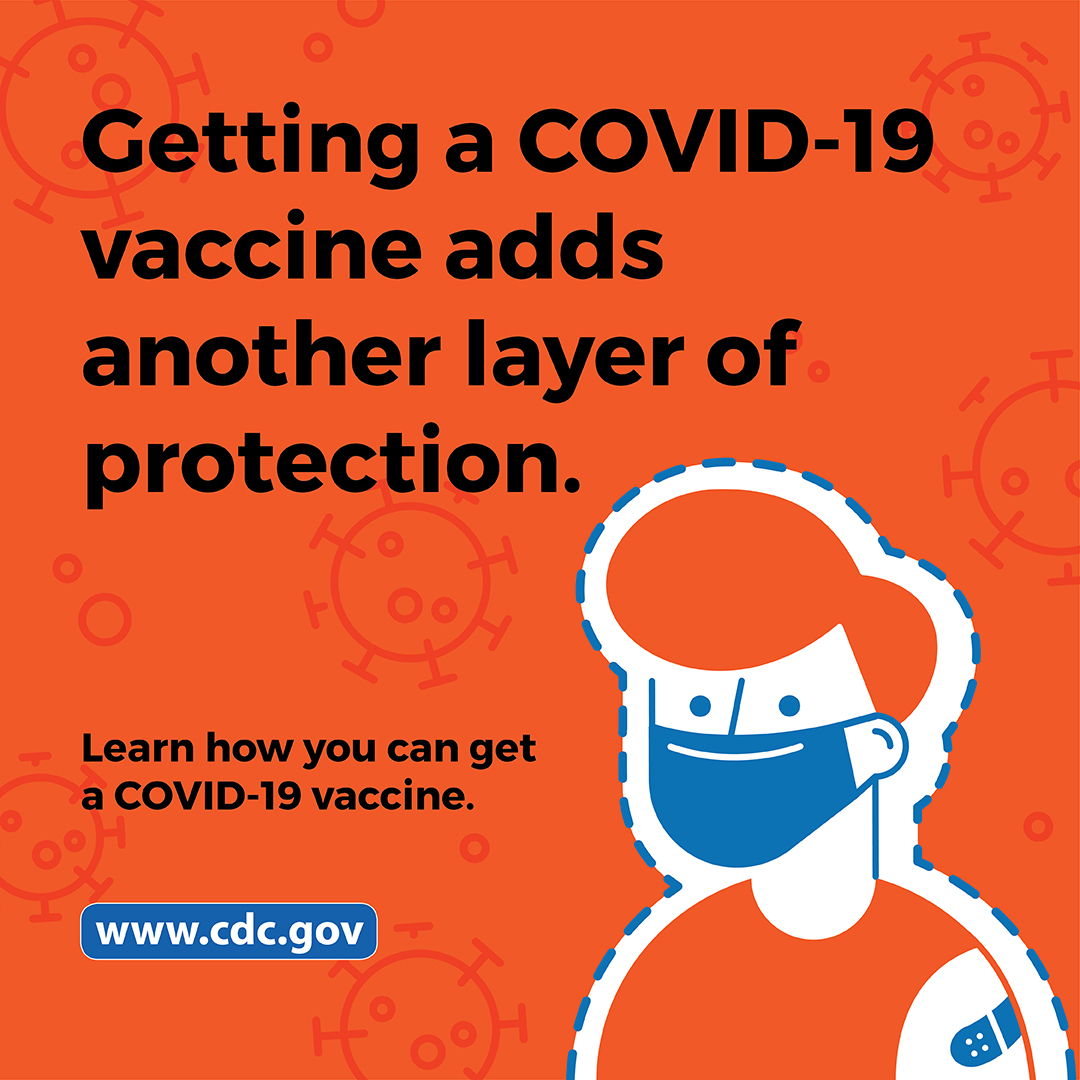 Getting a COVID-19
vaccine adds
another layer of
protection.
Learn how you can get
a COVID-19 vaccine.
www.cdc.gov